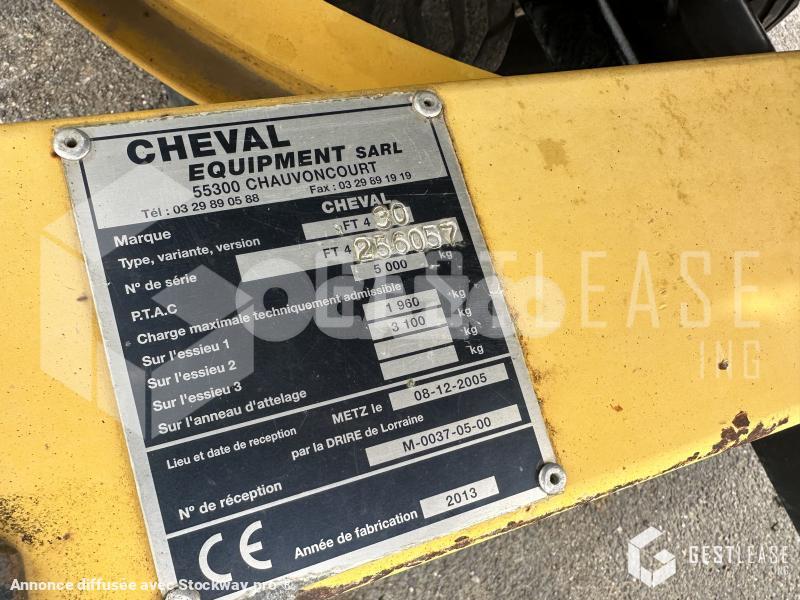 CHEVAL
EQUIPMENT SARL
55300 CHAUVONCOURT
Tél : 03 29 89 05 88 Fax : 03 29 89 19 19
Marque CHEVAL
Type, variante, version FT 4 30
N° de série FT 4 256057
P.T.A.C 5 000 kg
Charge maximale techniquement admissible
Sur l'essieu 1 1 960 kg
Sur l'essieu 2 3 100 kg
Sur l'essieu 3 kg
Sur l'anneau d'attelage kg
Lieu et date de reception METZ le 08-12-2005
par la DRIRE de Lorraine
N° de réception M-0037-05-00
CE Année de fabrication 2013
GESTLEASE
ING
GESTLEASE
ING
Annonce diffusée avec Stockway.pro